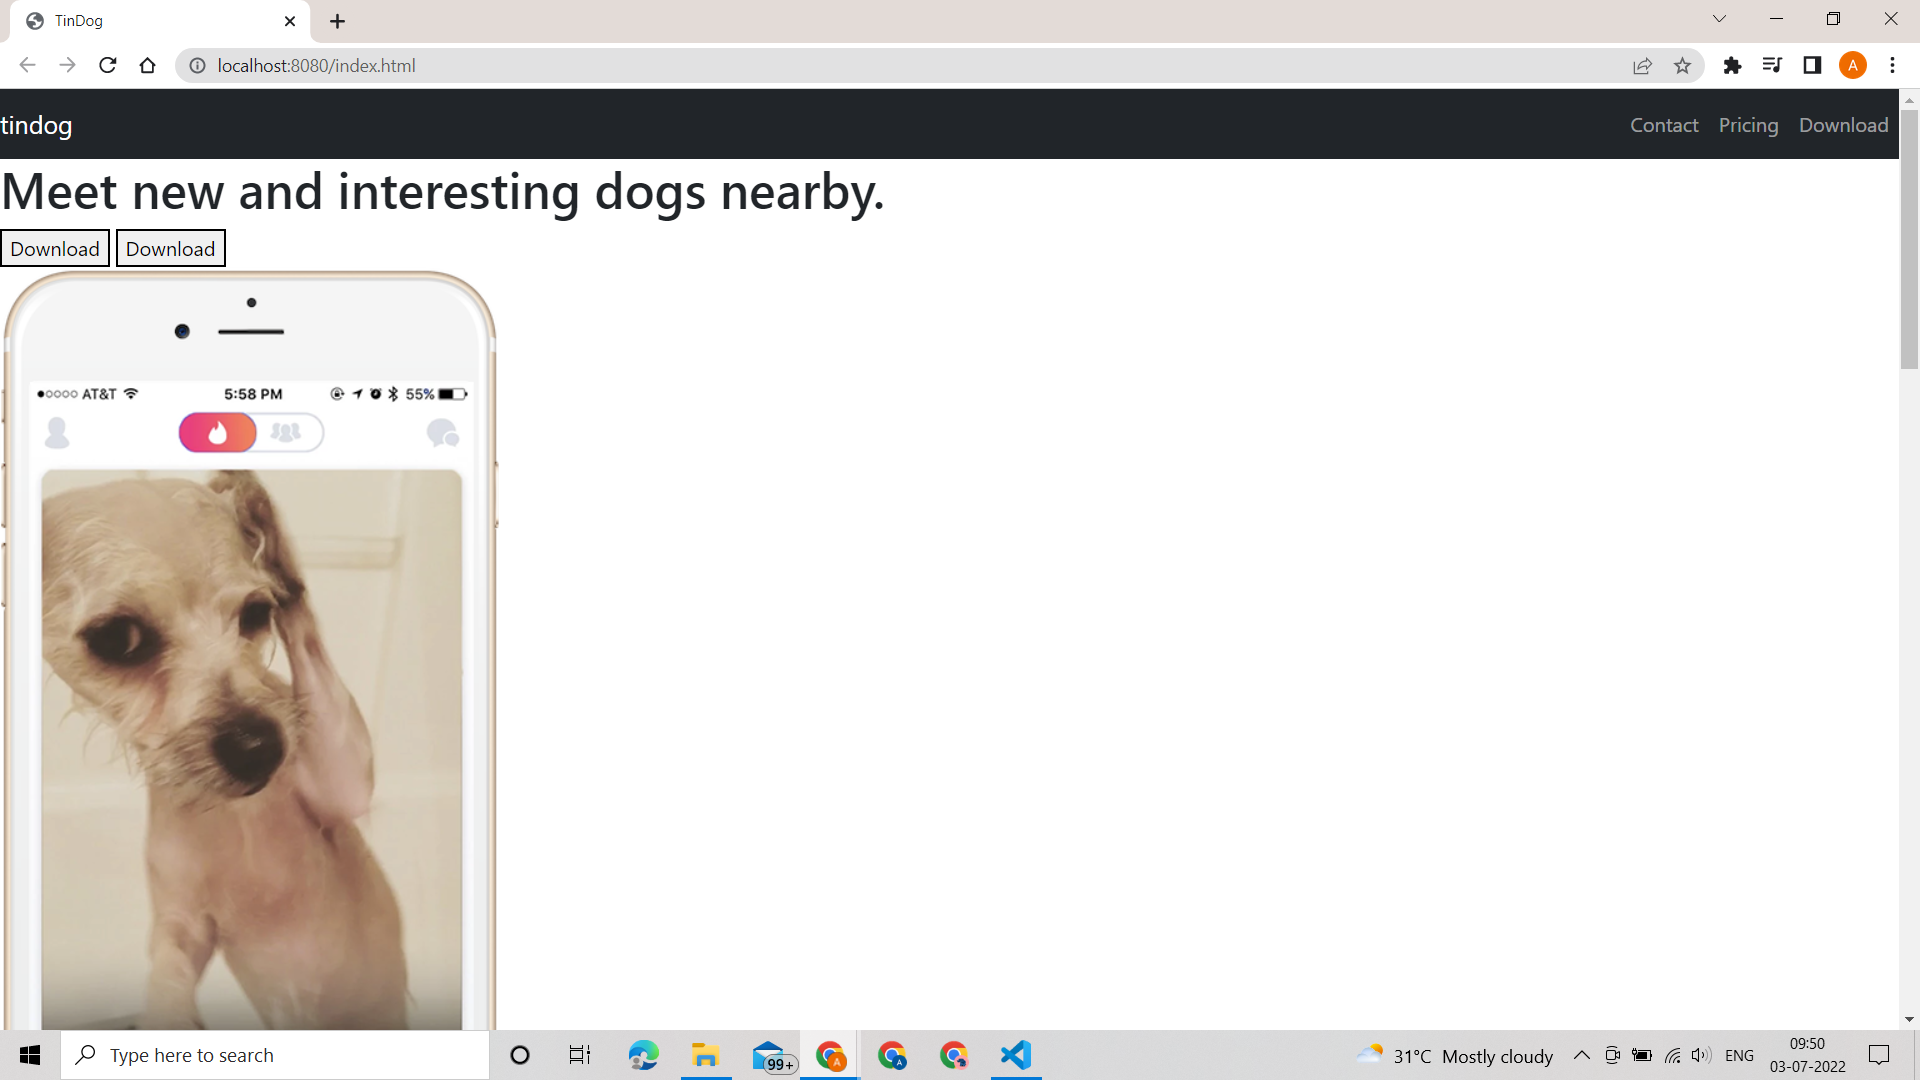 TinDog
localhost:8080/index.html
A
tindog
Contact Pricing Download
Meet new and interesting dogs nearby.
Download Download
AT&T 5:58 PM 55%
Type here to search
99+
A
A
31°C Mostly cloudy
ENG
09:50
03-07-2022